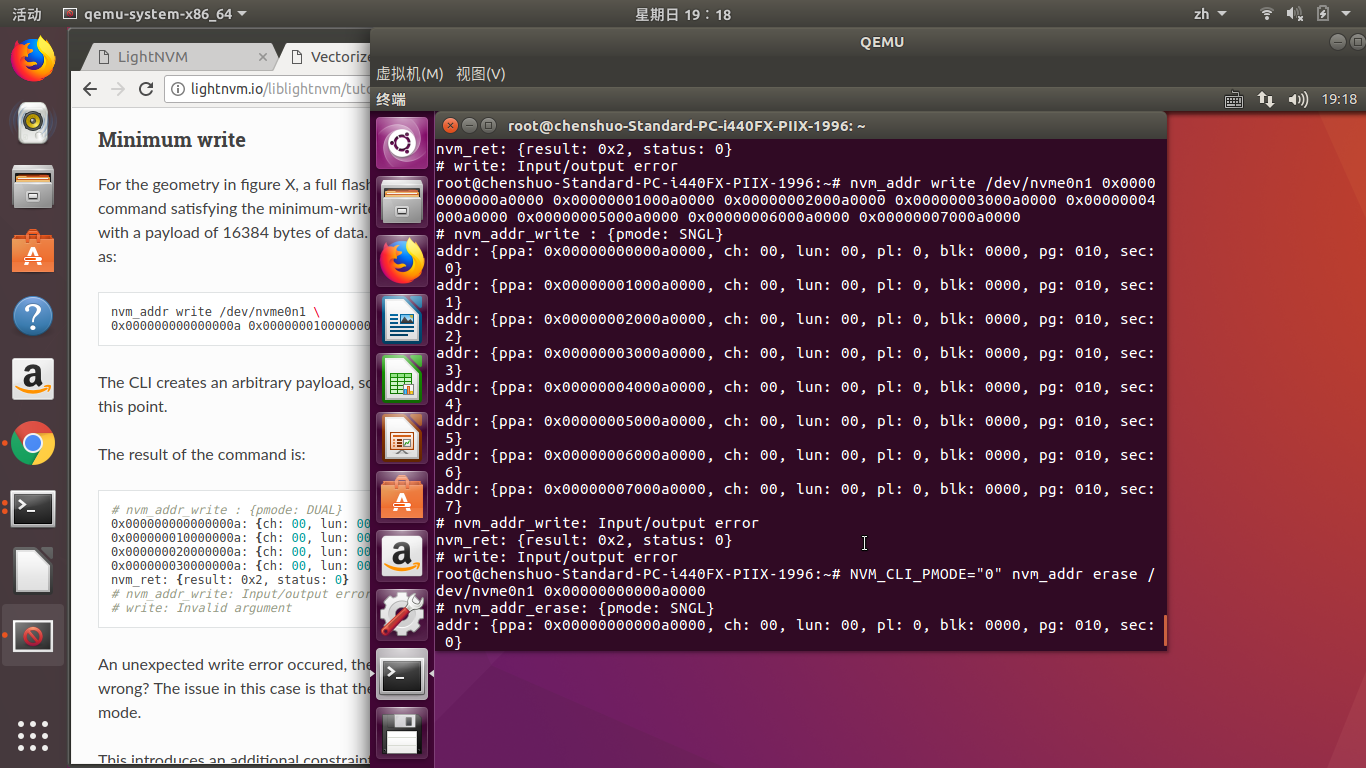 活动
qemu-system-x86_64
星期日 19：18
zh
LightNVM
Vectorize
lightnvm.io/liblightnvm/tuto
Minimum write
For the geometry in figure X, a full flash
command satisfying the minimum-write
with a payload of 16384 bytes of data.
as:
nvm_addr write /dev/nvme0n1 \
0x000000000000000a 0x000000010000000
The CLI creates an arbitrary payload, so
this point.
The result of the command is:
# nvm_addr_write : {pmode: DUAL}
0x000000000000000a: {ch: 00, lun: 00
0x000000010000000a: {ch: 00, lun: 00
0x000000020000000a: {ch: 00, lun: 00
0x000000030000000a: {ch: 00, lun: 00
nvm_ret: {result: 0x2, status: 0}
# nvm_addr_write: Input/output error
# write: Invalid argument
An unexpected write error occured, the
wrong? The issue in this case is that the
mode.
This introduces an additional constraint
QEMU
虚拟机(M) 视图(V)
终端
19:18
root@chenshuo-Standard-PC-i440FX-PIIX-1996: ~
nvm_ret: {result: 0x2, status: 0}
# write: Input/output error
root@chenshuo-Standard-PC-i440FX-PIIX-1996:~# nvm_addr write /dev/nvme0n1 0x0000
0000000a0000 0x00000001000a0000 0x00000002000a0000 0x00000003000a0000 0x00000004
000a0000 0x00000005000a0000 0x00000006000a0000 0x00000007000a0000
# nvm_addr_write : {pmode: SNGL}
addr: {ppa: 0x00000000000a0000, ch: 00, lun: 00, pl: 0, blk: 0000, pg: 010, sec:
0}
addr: {ppa: 0x00000001000a0000, ch: 00, lun: 00, pl: 0, blk: 0000, pg: 010, sec:
1}
addr: {ppa: 0x00000002000a0000, ch: 00, lun: 00, pl: 0, blk: 0000, pg: 010, sec:
2}
addr: {ppa: 0x00000003000a0000, ch: 00, lun: 00, pl: 0, blk: 0000, pg: 010, sec:
3}
addr: {ppa: 0x00000004000a0000, ch: 00, lun: 00, pl: 0, blk: 0000, pg: 010, sec:
4}
addr: {ppa: 0x00000005000a0000, ch: 00, lun: 00, pl: 0, blk: 0000, pg: 010, sec:
5}
addr: {ppa: 0x00000006000a0000, ch: 00, lun: 00, pl: 0, blk: 0000, pg: 010, sec:
6}
addr: {ppa: 0x00000007000a0000, ch: 00, lun: 00, pl: 0, blk: 0000, pg: 010, sec:
7}
# nvm_addr_write: Input/output error
nvm_ret: {result: 0x2, status: 0}
# write: Input/output error
root@chenshuo-Standard-PC-i440FX-PIIX-1996:~# NVM_CLI_PMODE="0" nvm_addr erase /
dev/nvme0n1 0x00000000000a0000
# nvm_addr_erase: {pmode: SNGL}
addr: {ppa: 0x00000000000a0000, ch: 00, lun: 00, pl: 0, blk: 0000, pg: 010, sec:
0}